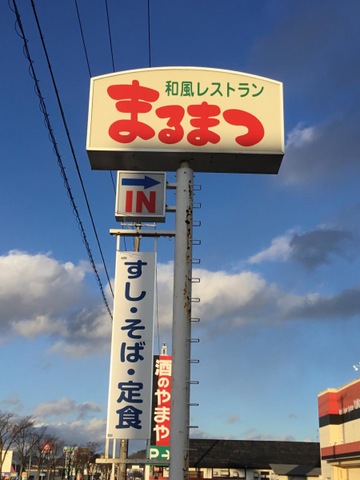 和風レストラン
まるまつ
IN
すし・そば・定食
酒のやまや
P